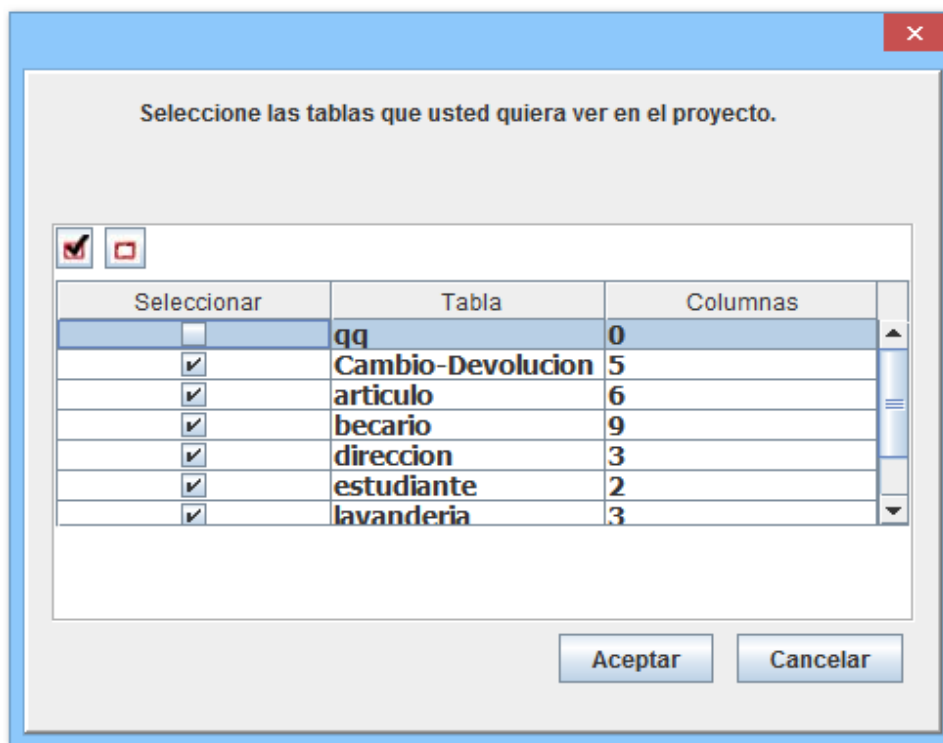 Seleccione las tablas que usted quiera ver en el proyecto.
Seleccionar Tabla Columnas
qq 0
Cambio-Devolucion 5
articulo 6
becario 9
direccion 3
estudiante 2
lavanderia 3
Aceptar Cancelar